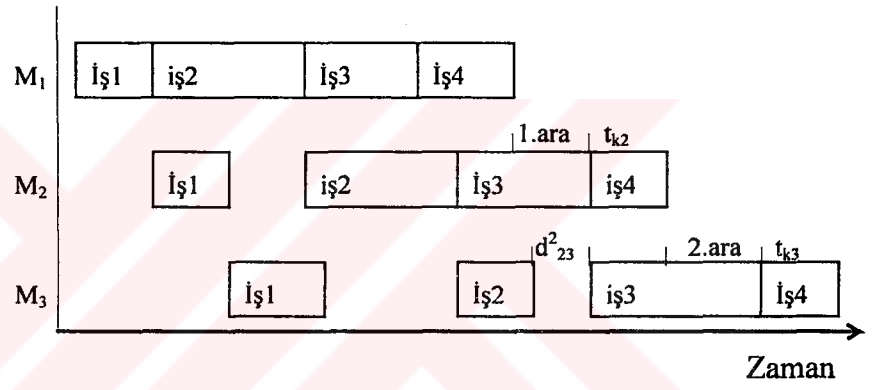 M₁ İş1 iş2 İş3 İş4
1.ara tₖ₂
M₂ İş1 iş2 İş3 iş4
d²₂₃ 2.ara tₖ₃
M₃ İş1 İş2 iş3 İş4
Zaman